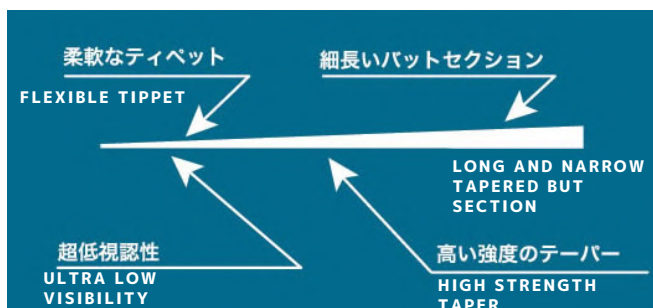 柔軟なティペット
FLEXIBLE TIPPET
細長いバットセクション
LONG AND NARROW
TAPERED BUT
SECTION
超低視認性
ULTRA LOW
VISIBILITY
高い強度のテーパー
HIGH STRENGTH
TAPER